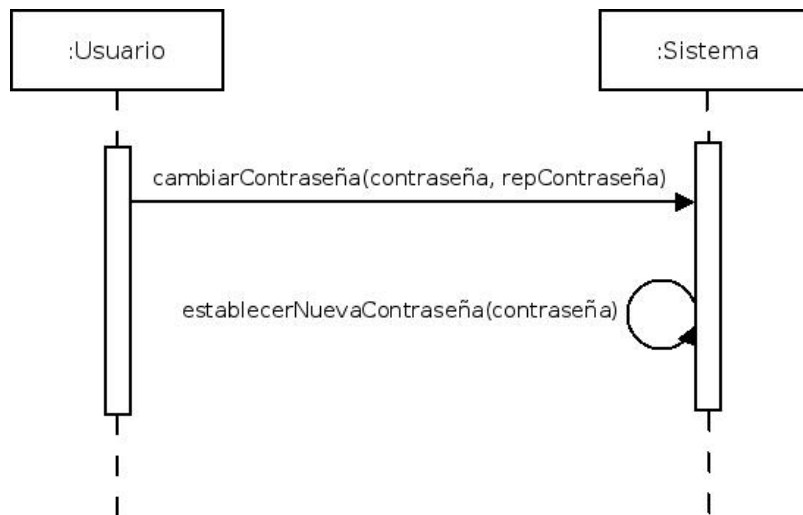 :Usuario
:Sistema
cambiarContraseña(contraseña, repContraseña)
establecerNuevaContraseña(contraseña)